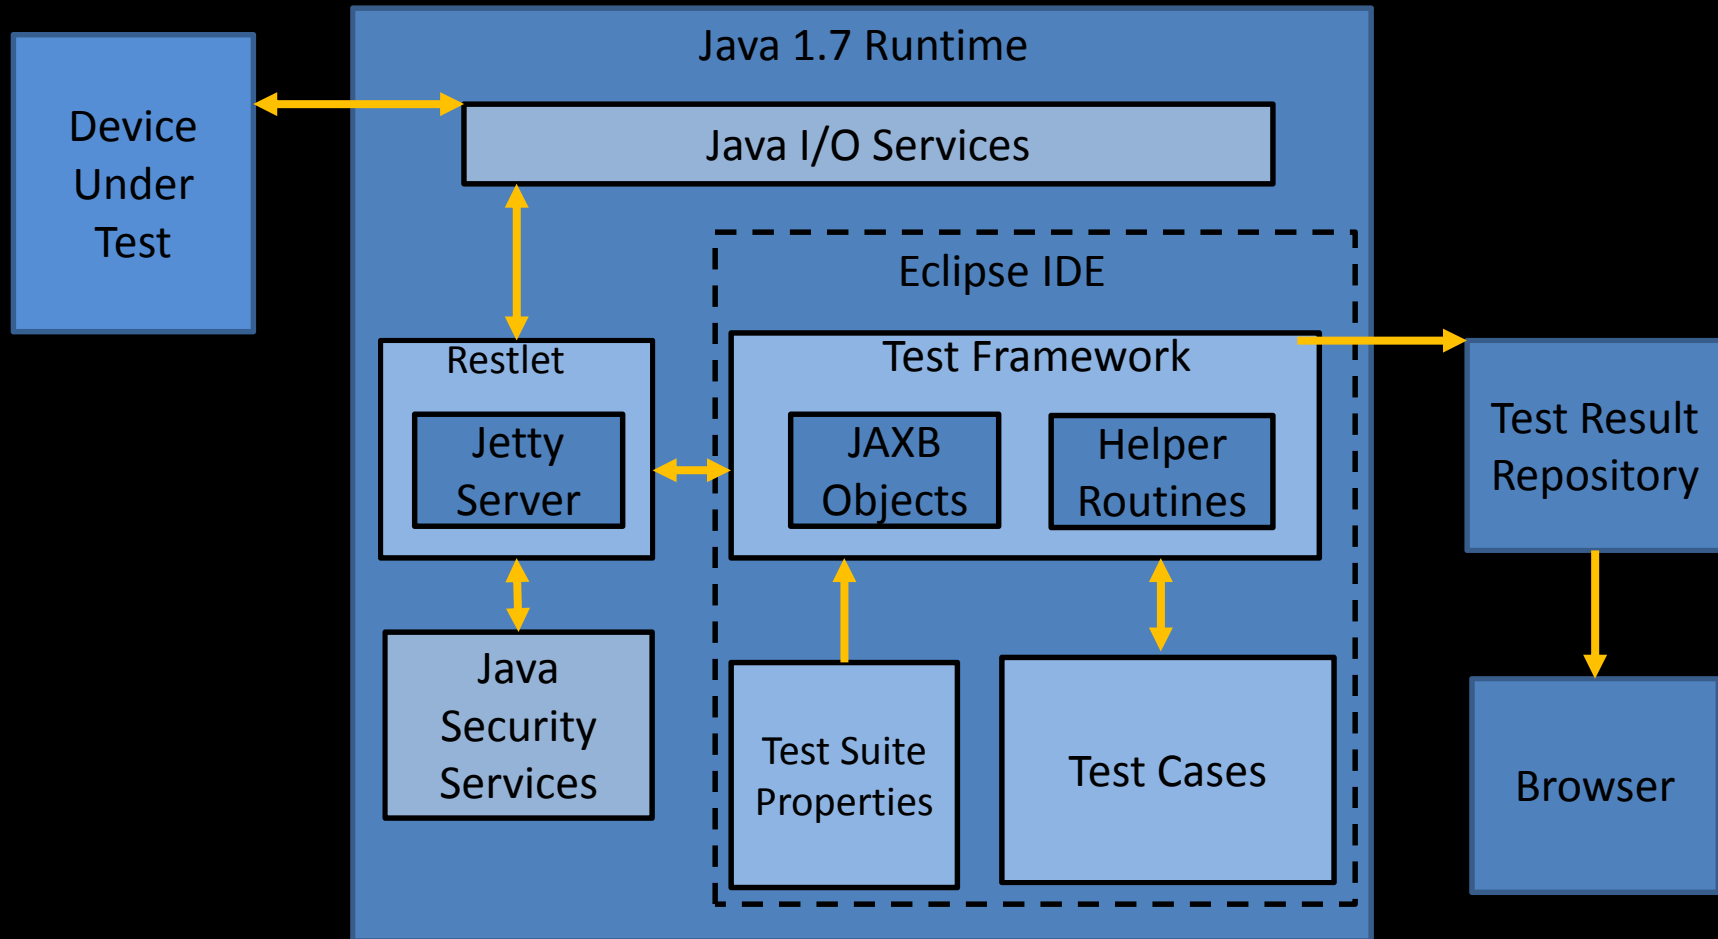 Java 1.7 Runtime
Device
Under
Test
Java I/O Services
Eclipse IDE
Restlet
Jetty
Server
Test Framework
JAXB
Objects
Helper
Routines
Test Result
Repository
Java
Security
Services
Test Suite
Properties
Test Cases
Browser